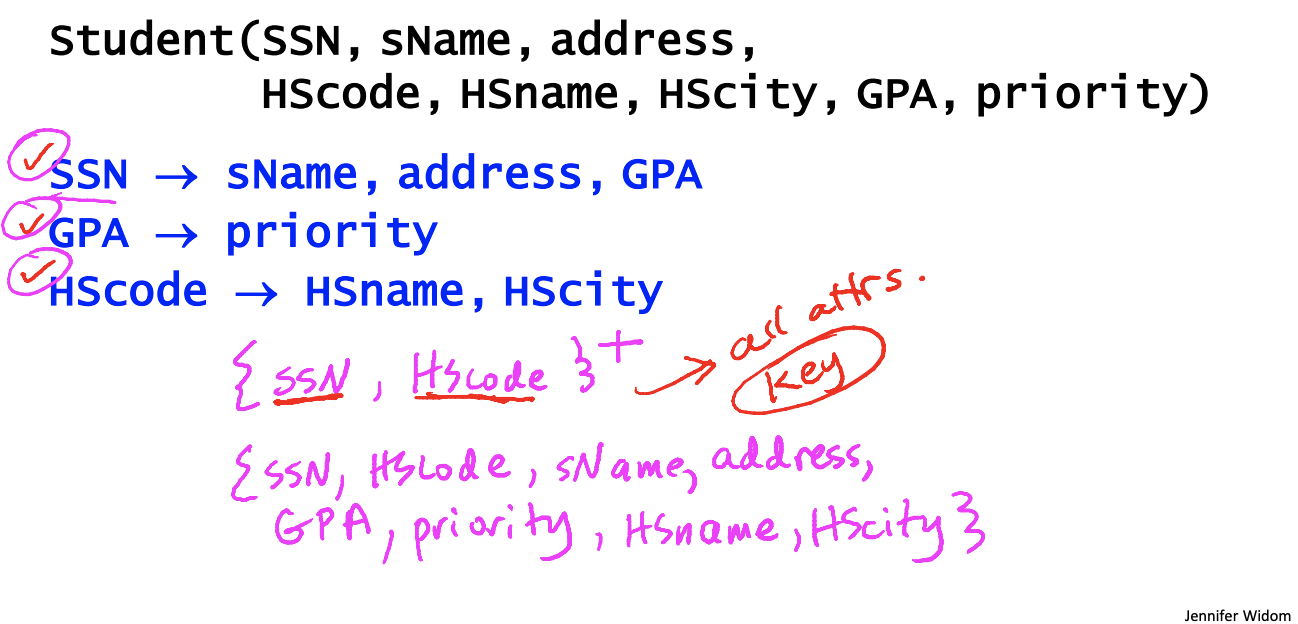 Student(SSN, sName, address,
HScode, HSname, HScity, GPA, priority)
SSN → sName, address, GPA
GPA → priority
HScode → HSname, HScity
{SSN, HScode}+ → all attrs.
key
{SSN, HScode, sName, address,
GPA, priority, HSname, HScity}
Jennifer Widom